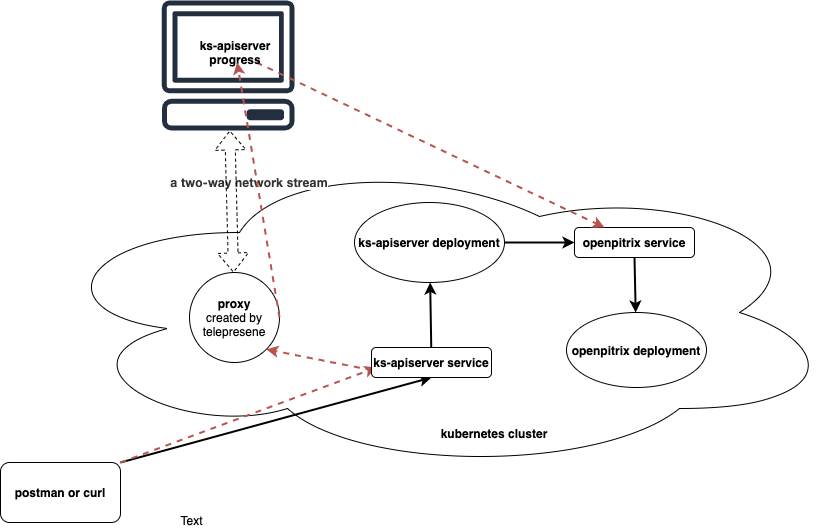 ks-apiserver
progress
a two-way network stream
ks-apiserver deployment
openpitrix service
proxy
created by
telepresene
ks-apiserver service
openpitrix deployment
kubernetes cluster
postman or curl
Text